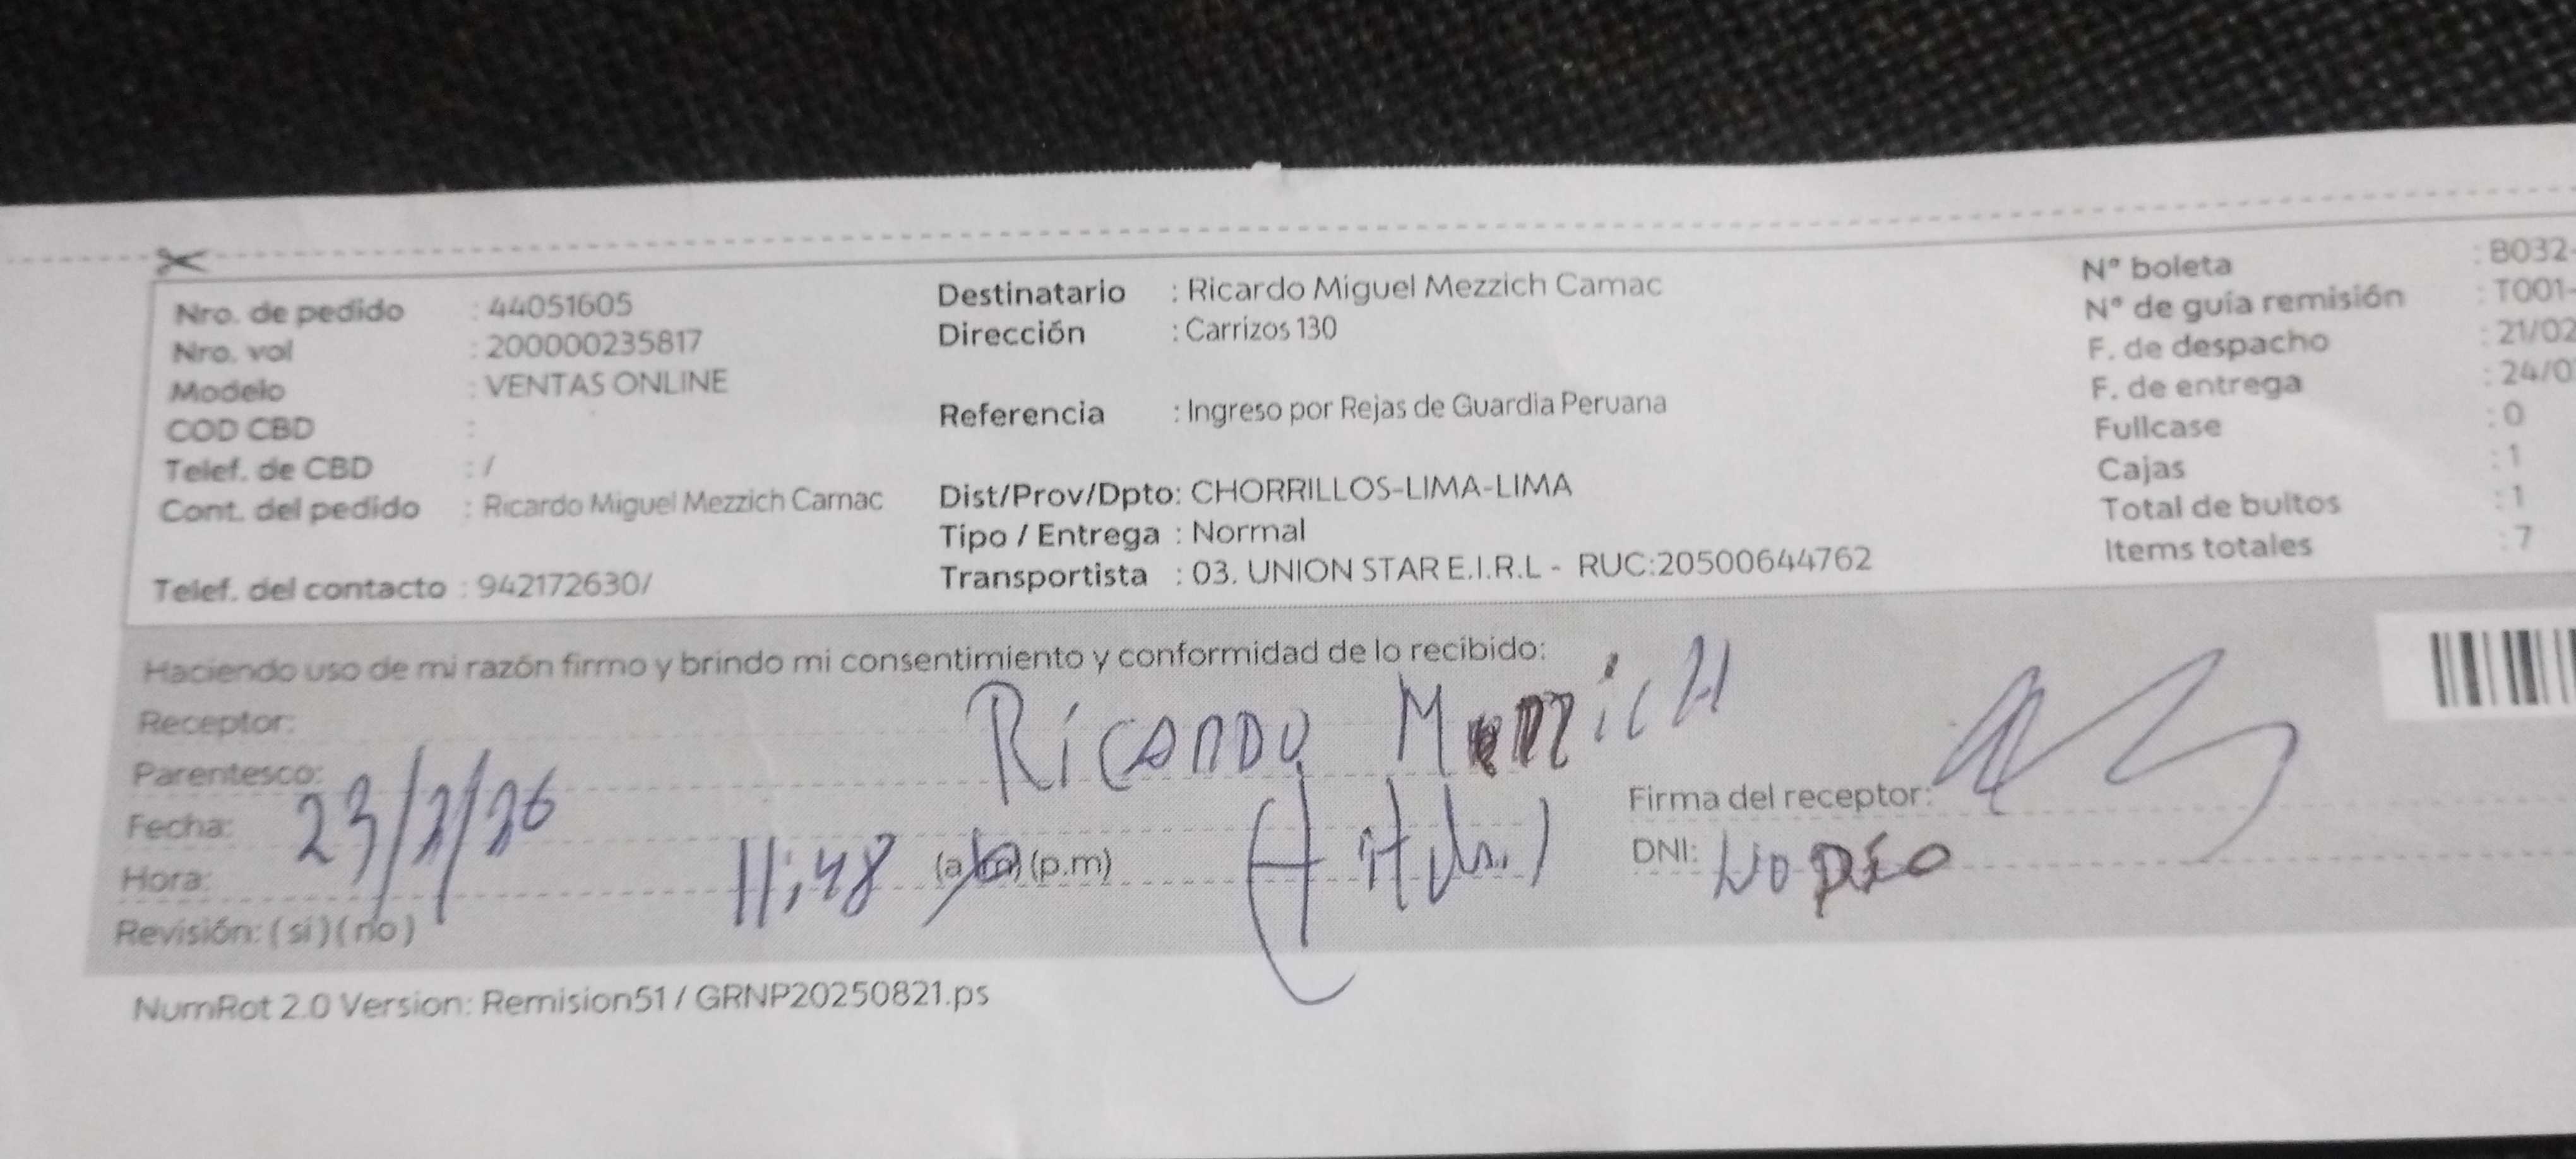 Nro. de pedido : 44051605
Nro. vol : 200000235817
Modelo : VENTAS ONLINE
COD CBD :
Telef. de CBD : /
Cont. del pedido : Ricardo Miguel Mezzich Camac
Telef. del contacto : 942172630/
Destinatario : Ricardo Miguel Mezzich Camac
Dirección : Carrizos 130
Referencia : Ingreso por Rejas de Guardia Peruana
Dist/Prov/Dpto: CHORRILLOS-LIMA-LIMA
Tipo / Entrega : Normal
Transportista : 03. UNION STAR E.I.R.L - RUC:20500644762
N° boleta : B032-
N° de guía remisión : T001-
F. de despacho : 21/02
F. de entrega : 24/0
Fullcase : 0
Cajas : 1
Total de bultos : 1
Items totales : 7
Haciendo uso de mi razón firmo y brindo mi consentimiento y conformidad de lo recibido:
Receptor: Ricardo
Parentesco:
Fecha: 23/2/26
Hora: 11:48 (a.m) (p.m)
Revisión: ( si ) ( no )
Firma del receptor:
DNI: No
NumRot 2.0 Version: Remision51 / GRNP20250821.ps